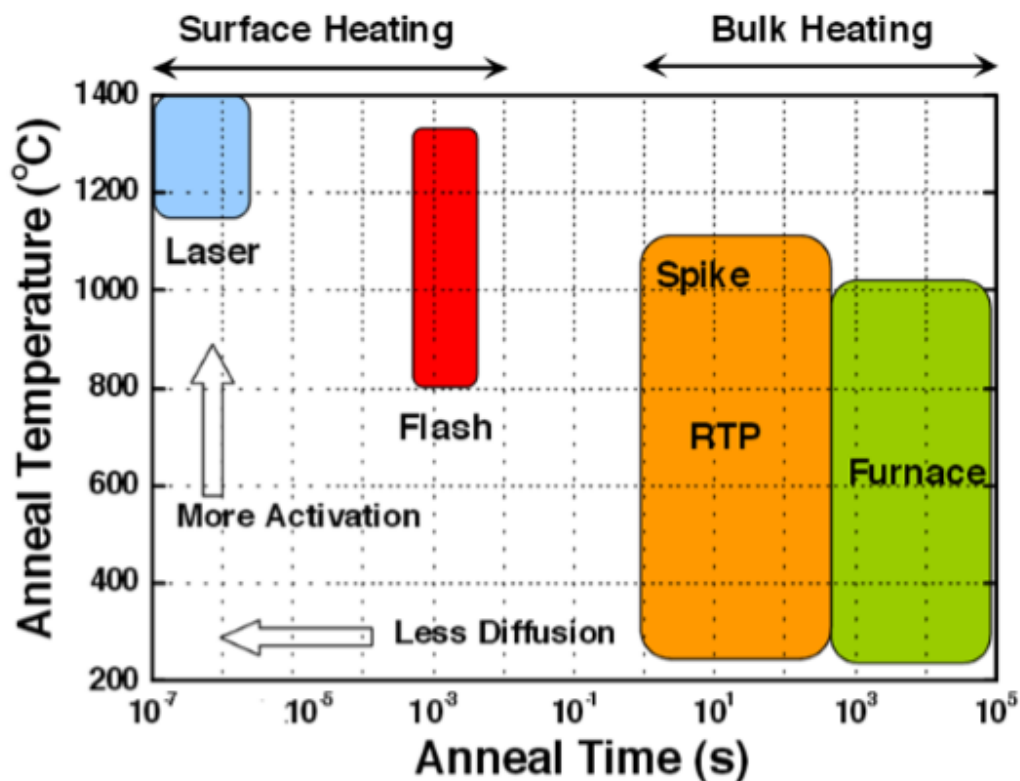 Surface Heating
Bulk Heating
Anneal Temperature (°C)
1400
1200
1000
800
600
400
200
Laser
Flash
Spike
RTP
Furnace
More Activation
Less Diffusion
10⁻⁷
10⁻⁵
10⁻³
10⁻¹
10¹
10³
10⁵
Anneal Time (s)